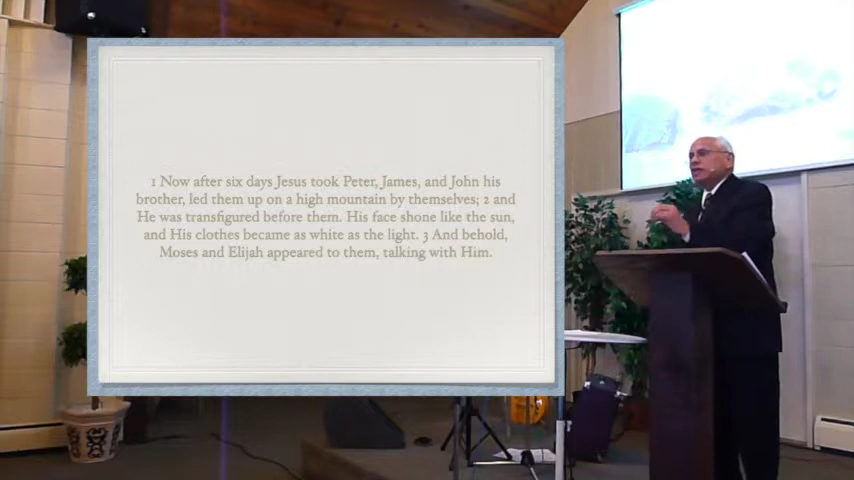 1 Now after six days Jesus took Peter, James, and John his
brother, led them up on a high mountain by themselves; 2 and
He was transfigured before them. His face shone like the sun,
and His clothes became as white as the light. 3 And behold,
Moses and Elijah appeared to them, talking with Him.